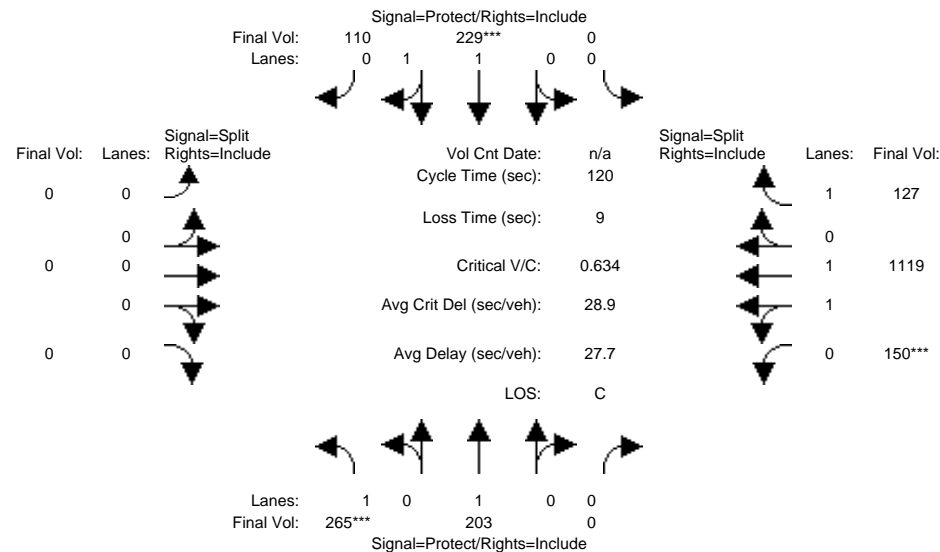 Signal=Protect/Rights=Include
Final Vol: 110 229*** 0
Lanes: 0 1 1 0 0
Signal=Split
Final Vol: Lanes: Rights=Include
Vol Cnt Date: n/a
Signal=Split
Rights=Include Lanes: Final Vol:
0 0
Cycle Time (sec): 120
1 127
0
Loss Time (sec): 9
0
0 0
Critical V/C: 0.634
1 1119
0
Avg Crit Del (sec/veh): 28.9
1
0 0
Avg Delay (sec/veh): 27.7
0 150***
LOS: C
Lanes: 1 0 1 0 0
Final Vol: 265*** 203 0
Signal=Protect/Rights=Include